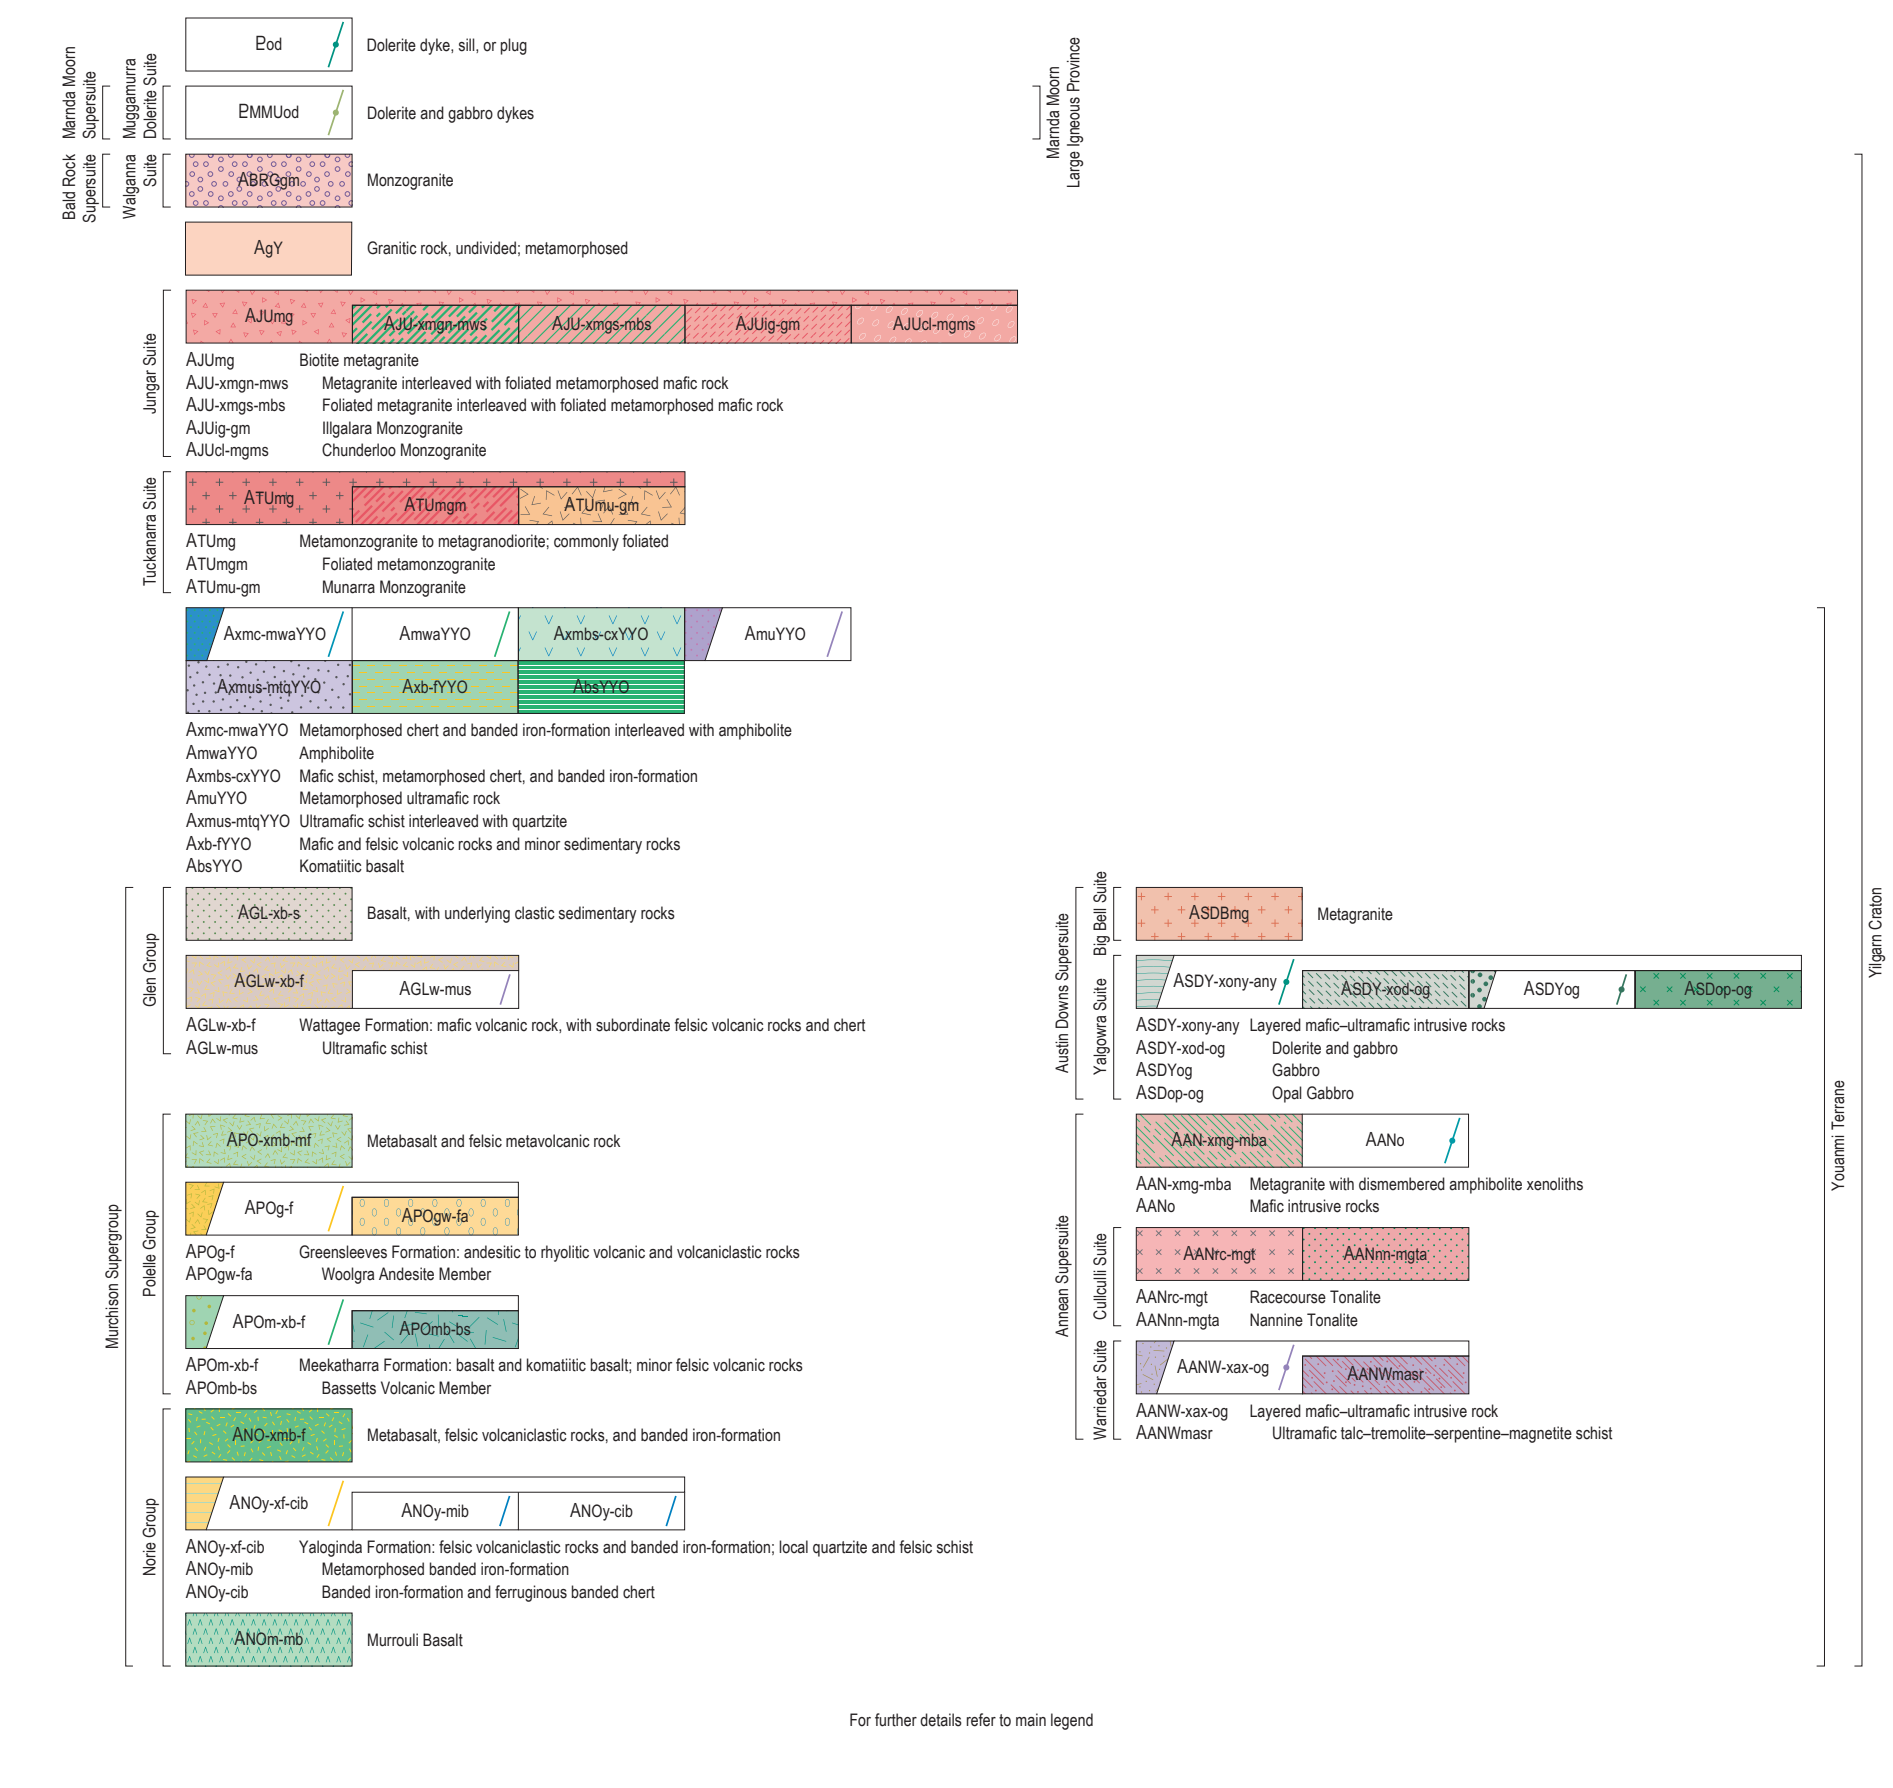 Marnda Moorn
Supersuite
Muggamurra
Dolerite Suite
Bald Rock
Supersuite
Walganna
Suite
Pod
Dolerite dyke, sill, or plug
PMMUod
Dolerite and gabbro dykes
Marnda Moorn
Large Igneous Province
ABRGgm
Monzogranite
AgY
Granitic rock, undivided; metamorphosed
Jungar Suite
AJUmg
AJU-xmgn-mws
AJU-xmgs-mbs
AJUig-gm
AJUcl-mgms
AJUmg Biotite metagranite
AJU-xmgn-mws Metagranite interleaved with foliated metamorphosed mafic rock
AJU-xmgs-mbs Foliated metagranite interleaved with foliated metamorphosed mafic rock
AJUig-gm Illgalara Monzogranite
AJUcl-mgms Chunderloo Monzogranite
Tuckanarra Suite
ATUmg
ATUmgm
ATUmu-gm
ATUmg Metamonzogranite to metagranodiorite; commonly foliated
ATUmgm Foliated metamonzogranite
ATUmu-gm Munarra Monzogranite
Axmc-mwaYYO
AmwaYYO
Axmbs-cxYYO
AmuYYO
Axmus-mtqYYO
Axb-fYYO
AbsYYO
Axmc-mwaYYO Metamorphosed chert and banded iron-formation interleaved with amphibolite
AmwaYYO Amphibolite
Axmbs-cxYYO Mafic schist, metamorphosed chert, and banded iron-formation
AmuYYO Metamorphosed ultramafic rock
Axmus-mtqYYO Ultramafic schist interleaved with quartzite
Axb-fYYO Mafic and felsic volcanic rocks and minor sedimentary rocks
AbsYYO Komatiitic basalt
Murchison Supergroup
Glen Group
AGL-xb-s
Basalt, with underlying clastic sedimentary rocks
AGLw-xb-f
AGLw-mus
AGLw-xb-f Wattagee Formation: mafic volcanic rock, with subordinate felsic volcanic rocks and chert
AGLw-mus Ultramafic schist
Polelle Group
APO-xmb-mf
Metabasalt and felsic metavolcanic rock
APOg-f
APOgw-fa
APOg-f Greensleeves Formation: andesitic to rhyolitic volcanic and volcaniclastic rocks
APOgw-fa Woolgra Andesite Member
APOm-xb-f
APOmb-bs
APOm-xb-f Meekatharra Formation: basalt and komatiitic basalt; minor felsic volcanic rocks
APOmb-bs Bassetts Volcanic Member
Norie Group
ANO-xmb-f
Metabasalt, felsic volcaniclastic rocks, and banded iron-formation
ANOy-xf-cib
ANOy-mib
ANOy-cib
ANOy-xf-cib Yaloginda Formation: felsic volcaniclastic rocks and banded iron-formation; local quartzite and felsic schist
ANOy-mib Metamorphosed banded iron-formation
ANOy-cib Banded iron-formation and ferruginous banded chert
ANOm-mb
Murrouli Basalt
Austin Downs Supersuite
Big Bell Suite
ASDBmg
Metagranite
Yalgowra Suite
ASDY-xony-any
ASDY-xod-og
ASDYog
ASDop-og
ASDY-xony-any Layered mafic–ultramafic intrusive rocks
ASDY-xod-og Dolerite and gabbro
ASDYog Gabbro
ASDop-og Opal Gabbro
Annean Supersuite
AAN-xmg-mba
AANo
AAN-xmg-mba Metagranite with dismembered amphibolite xenoliths
AANo Mafic intrusive rocks
Cullculli Suite
AANrc-mgt
AANnn-mgta
AANrc-mgt Racecourse Tonalite
AANnn-mgta Nannine Tonalite
Warriedar Suite
AANW-xax-og
AANWmasr
AANW-xax-og Layered mafic–ultramafic intrusive rock
AANWmasr Ultramafic talc–tremolite–serpentine–magnetite schist
Youanmi Terrane
Yilgarn Craton
For further details refer to main legend